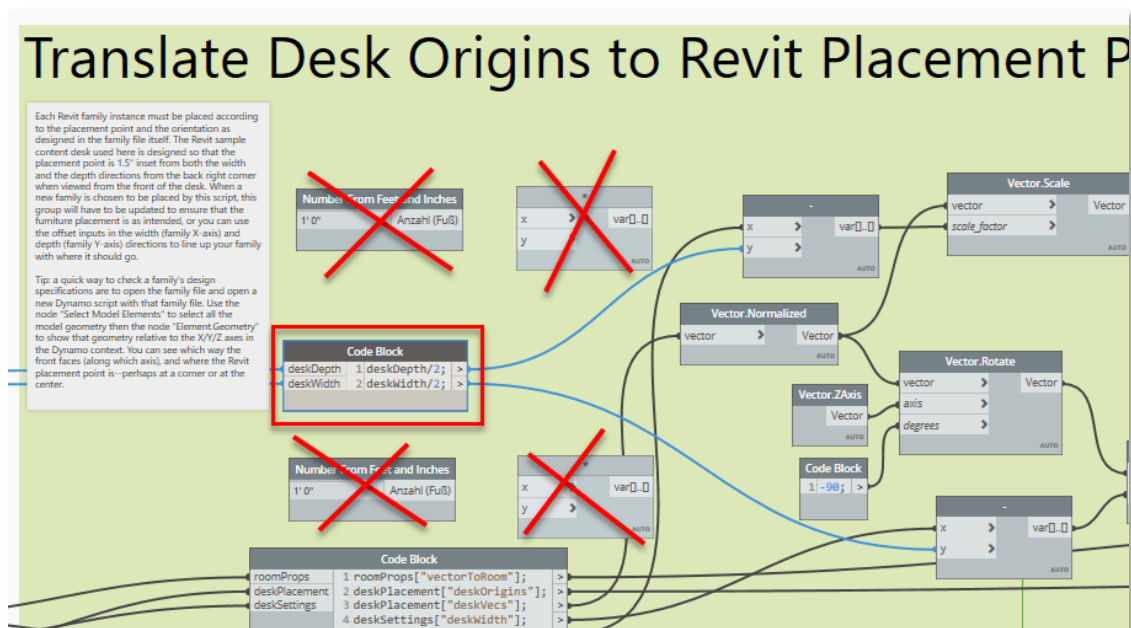 Translate Desk Origins to Revit Placement P
Each Revit family instance must be placed according
to the placement point and the orientation as
designed in the family file itself. The Revit sample
content desk used here is designed so that the
placement point is 1.5" inset from both the width
and the depth directions from the back right corner
when viewed from the front of the desk. When a
new family is chosen to be placed by this script, this
group will have to be updated to ensure that the
furniture placement is as intended, or you can use
the offset inputs in the width (family X-axis) and
depth (family Y-axis) directions to line up your family
with where it should go.
Tip: a quick way to check a family's design
specifications are to open the family file and open a
new Dynamo script with that family file. Use the
node "Select Model Elements" to select all the
model geometry then the node "Element.Geometry"
to show that geometry relative to the X/Y/Z axes in
the Dynamo context. You can see which way the
front faces (along which axis), and where the Revit
placement point is--perhaps at a corner or at the
center.
Number From Feet and Inches
1' 0" Anzahl (Fuß)
*
x > var[]..[]
y >
AUTO
-
x > var[]..[]
y >
AUTO
Vector.Scale
vector > Vector
scale_factor >
AUTO
Code Block
deskDepth 1 deskDepth/2; >
deskWidth 2 deskWidth/2; >
Vector.Normalized
vector > Vector
AUTO
Vector.Rotate
vector > Vector
axis >
degrees >
AUTO
Vector.ZAxis
Vector
AUTO
Code Block
1 -90; >
Number From Feet and Inches
1' 0" Anzahl (Fuß)
*
x > var[]..[]
y >
AUTO
-
x > var[]..[]
y >
AUTO
Code Block
roomProps 1 roomProps["vectorToRoom"]; >
deskPlacement 2 deskPlacement["deskOrigins"]; >
deskSettings 3 deskPlacement["deskVecs"]; >
4 deskSettings["deskWidth"]; >